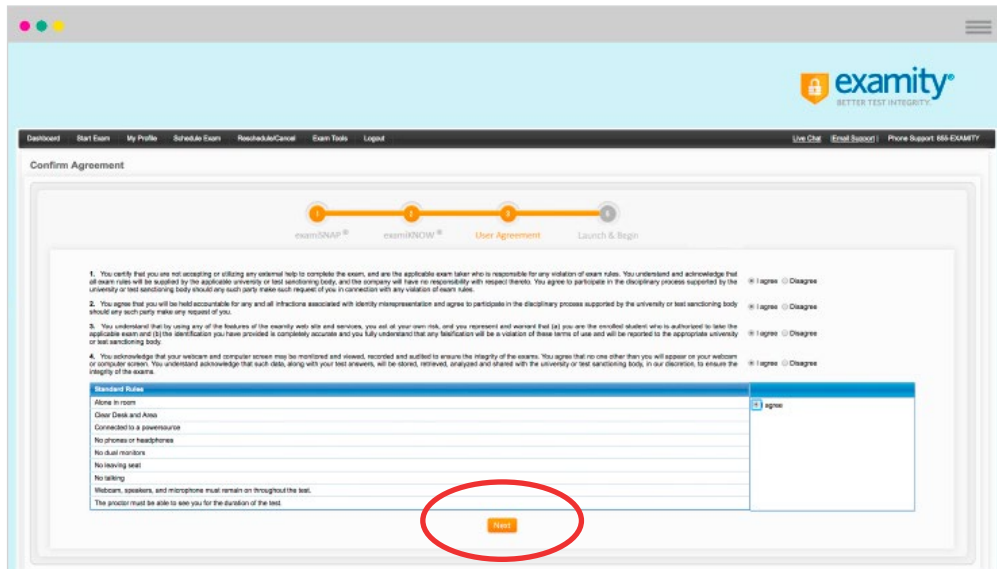 examity®
BETTER TEST INTEGRITY.
Dashboard Start Exam My Profile Schedule Exam Reschedule/Cancel Exam Tools Logout Live Chat Email Support | Phone Support: 855-EXAMITY
Confirm Agreement
1 2 3
examiSNAP ® examiKNOW ® User Agreement Launch & Begin
1. You certify that you are not accepting or utilizing any external help to complete the exam, and are the applicable exam taker who is responsible for any violation of exam rules. You understand and acknowledge that
all exam rules will be supplied by the applicable university or test sanctioning body, and the company will have no responsibility with respect thereto. You agree to participate in the disciplinary process supported by the
university or test sanctioning body should any such party make such request of you in connection with any violation of exam rules.
I agree Disagree
2. You agree that you will be held accountable for any and all infractions associated with identity misrepresentation and agree to participate in the disciplinary process supported by the university or test sanctioning body
should any such party make any request of you.
I agree Disagree
3. You understand that by using any of the features of the examity web site and services, you act at your own risk, and you represent and warrant that (a) you are the enrolled student who is authorized to take the
applicable exam and (b) the identification you have provided is completely accurate and you fully understand that any falsification will be a violation of these terms of use and will be reported to the appropriate university
or test sanctioning body.
I agree Disagree
4. You acknowledge that your webcam and computer screen may be monitored and viewed, recorded and audited to ensure the integrity of the exams. You agree that no one other than you will appear on your webcam
or computer screen. You understand acknowledge that such data, along with your test answers, will be stored, retrieved, analyzed and shared with the university or test sanctioning body, in our discretion, to ensure the
integrity of the exams.
I agree Disagree
Standard Rules
Alone in room
I agree
Clear Desk and Area
Connected to a powersource
No phones or headphones
No dual monitors
No leaving seat
No talking
Webcam, speakers, and microphone must remain on throughout the test.
The proctor must be able to see you for the duration of the test.
Next